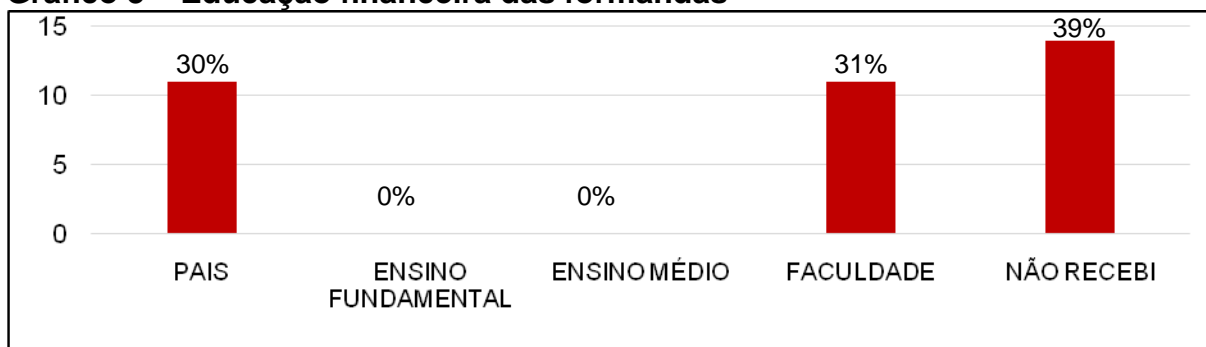 15
39%
30%
31%
10
5
0%
0%
0
PAIS
ENSINO
FUNDAMENTAL
ENSINO MÉDIO
FACULDADE
NÃO RECEBI